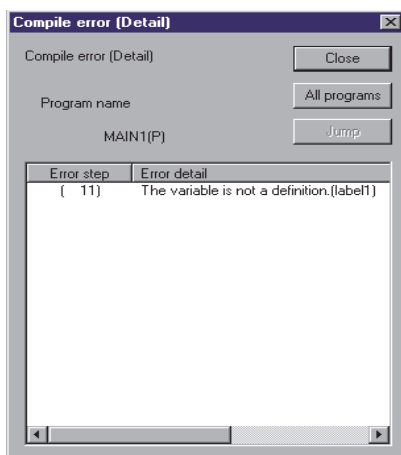 Compile error (Detail)
Compile error (Detail)
Close
Program name
All programs
MAIN1(P)
Jump
Error step Error detail
( 11) The variable is not a definition.(label1)